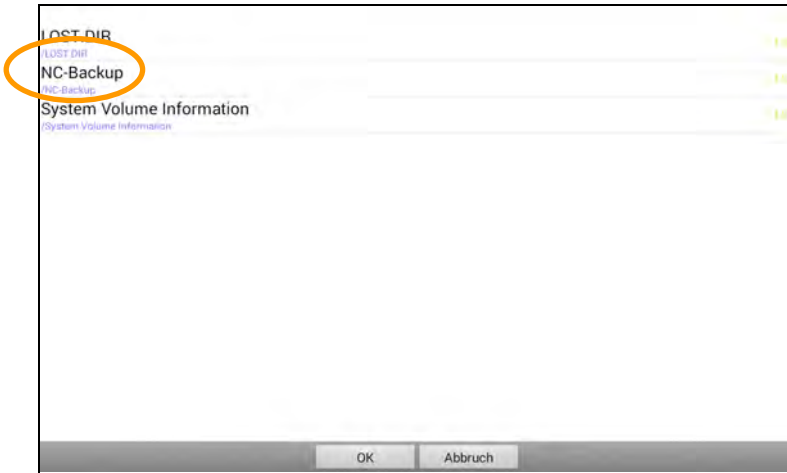 LOST.DIR
/LOST.DIR
NC-Backup
/NC-Backup
System Volume Information
/System Volume Information
OK Abbruch